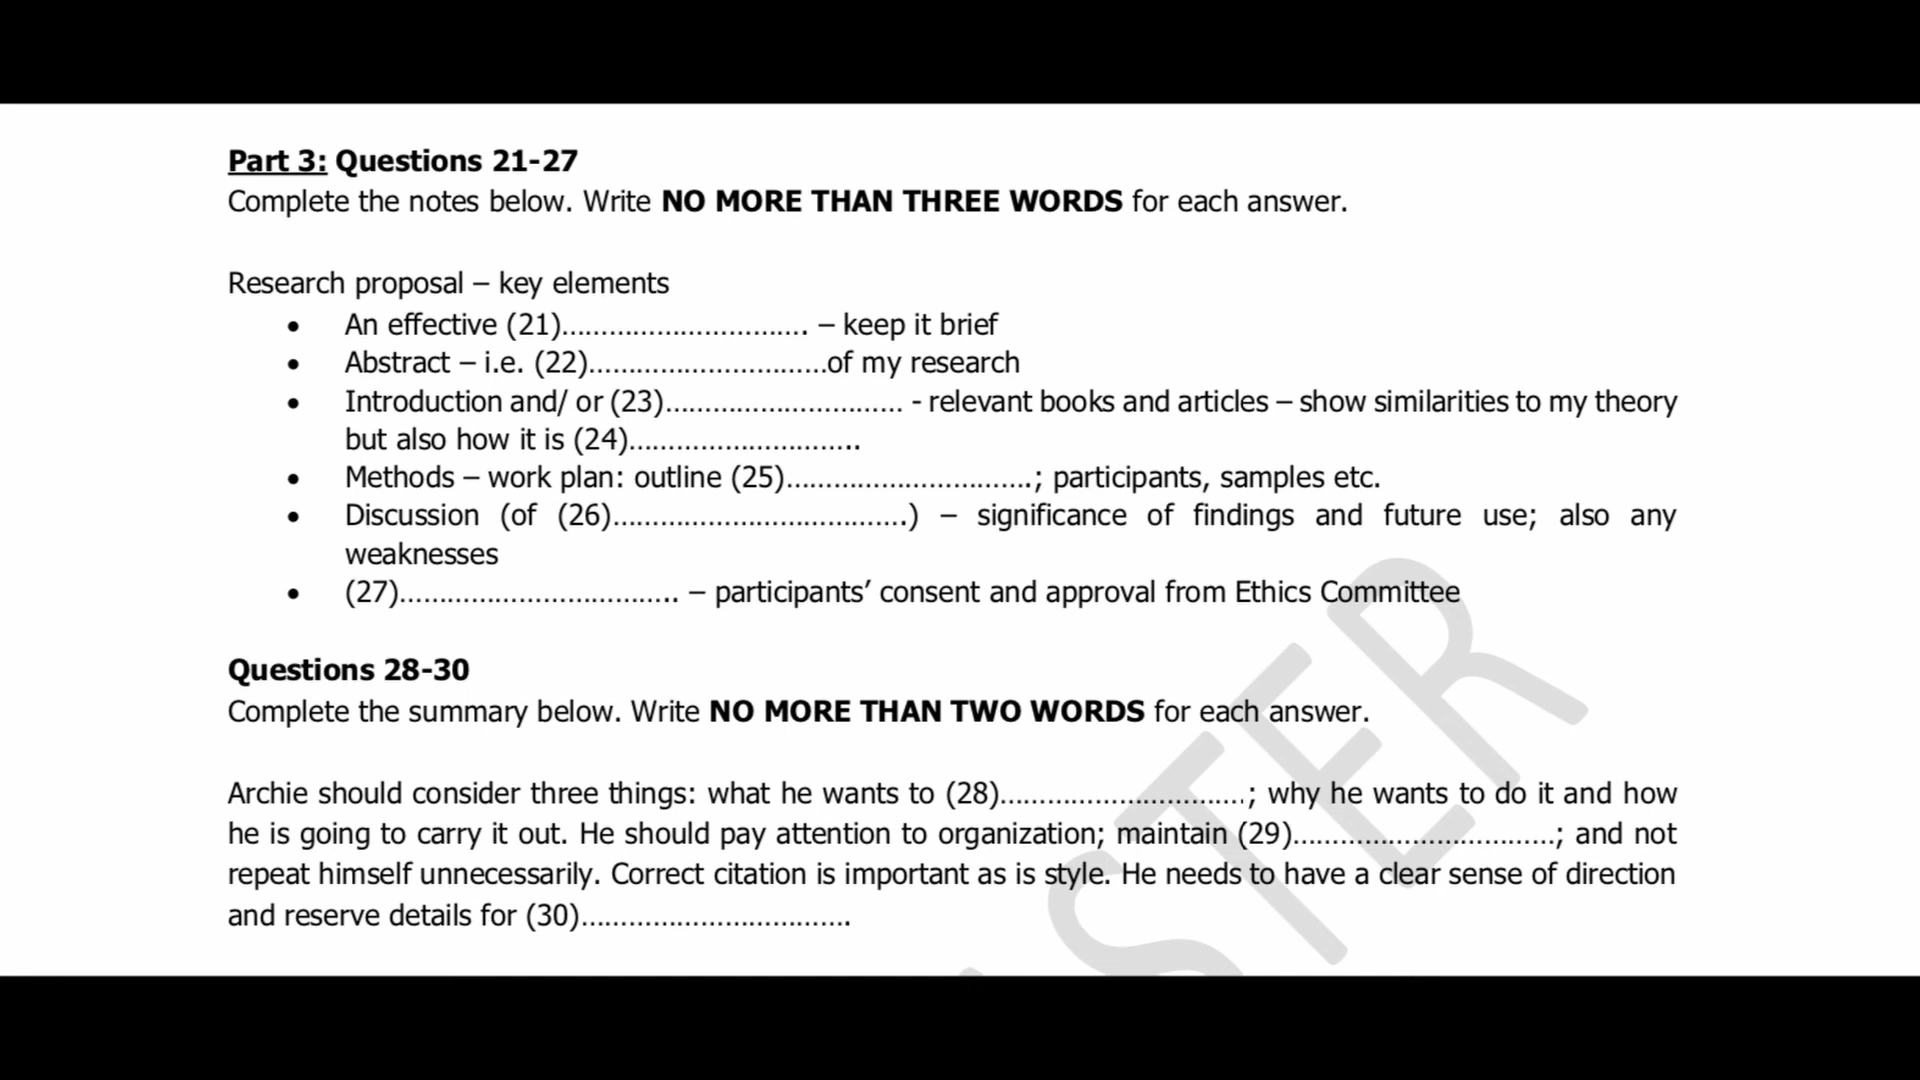 Part 3: Questions 21-27
Complete the notes below. Write NO MORE THAN THREE WORDS for each answer.
Research proposal – key elements
• An effective (21)…………………………. – keep it brief
• Abstract – i.e. (22)…………………………of my research
• Introduction and/ or (23)………………………… - relevant books and articles – show similarities to my theory
but also how it is (24)………………………..
• Methods – work plan: outline (25)………………………….; participants, samples etc.
• Discussion (of (26)……………………………….) – significance of findings and future use; also any
weaknesses
• (27)…………………………….. – participants’ consent and approval from Ethics Committee
Questions 28-30
Complete the summary below. Write NO MORE THAN TWO WORDS for each answer.
Archie should consider three things: what he wants to (28)………………………….; why he wants to do it and how
he is going to carry it out. He should pay attention to organization; maintain (29)……………………………; and not
repeat himself unnecessarily. Correct citation is important as is style. He needs to have a clear sense of direction
and reserve details for (30)…………………………….